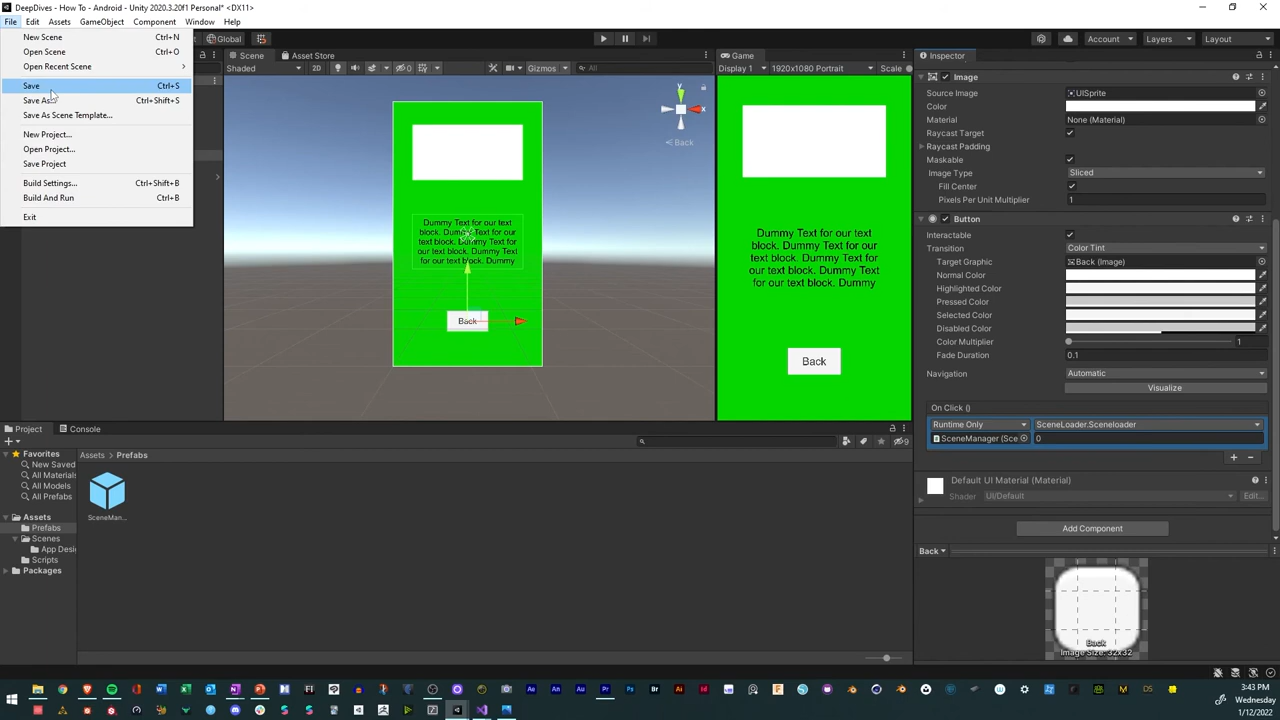 DeepDives - How To - Android - Unity 2020.3.20f1 Personal* <DX11>
File Edit Assets GameObject Component Window Help
New Scene Ctrl+N
Open Scene Ctrl+O
Open Recent Scene
Save Ctrl+S
Save As... Ctrl+Shift+S
Save As Scene Template...
New Project...
Open Project...
Save Project
Build Settings... Ctrl+Shift+B
Build And Run Ctrl+B
Exit
Global
Account Layers Layout
Scene Asset Store
Shaded 2D Gizmos All
Back
Dummy Text for our text
block. Dummy Text for our
text block. Dummy Text for
our text block. Dummy Text
for our text block. Dummy
Back
Game
Display 1 1920x1080 Portrait Scale
Dummy Text for our text
block. Dummy Text for our
text block. Dummy Text for
our text block. Dummy Text
for our text block. Dummy
Back
Inspector
Image
Source Image UISprite
Color
Material None (Material)
Raycast Target
Raycast Padding
Maskable
Image Type Sliced
Fill Center
Pixels Per Unit Multiplier 1
Button
Interactable
Transition Color Tint
Target Graphic Back (Image)
Normal Color
Highlighted Color
Pressed Color
Selected Color
Disabled Color
Color Multiplier 1
Fade Duration 0.1
Navigation Automatic
Visualize
On Click ()
Runtime Only SceneLoader.Sceneloader
SceneManager (Sce 0
Default UI Material (Material)
Shader UI/Default Edit...
Add Component
Back
Back
Image Size: 32x32
Project Console
Favorites
New Saved
All Materials
All Models
All Prefabs
Assets
Prefabs
Scenes
App Desi
Scripts
Packages
Assets > Prefabs
SceneMan...
9
3:43 PM
Wednesday
1/12/2022